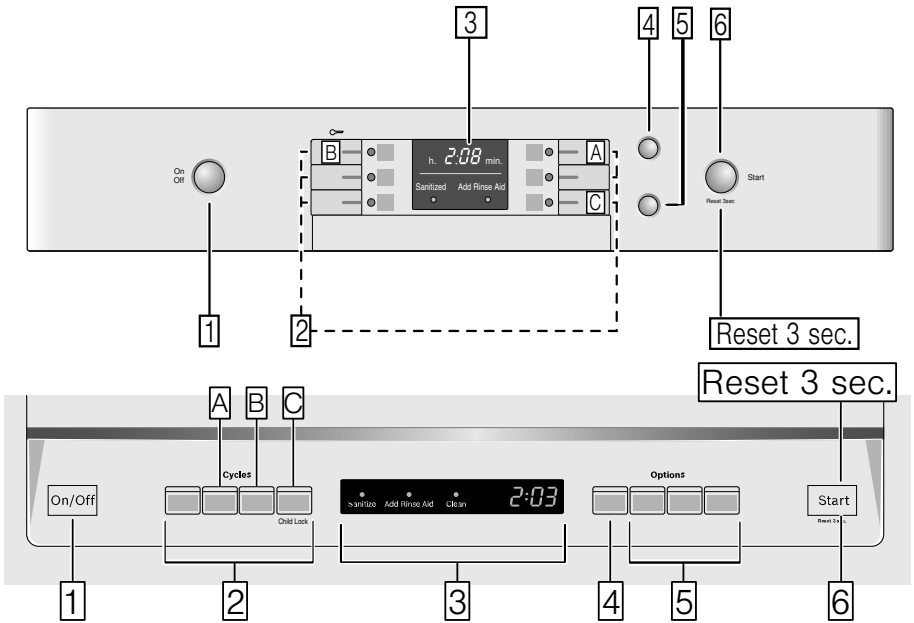 3 4 5 6
On
Off
B
h. 2:08 min.
A
Sanitized Add Rinse Aid
C
Start
Reset 3sec
1 2
Reset 3 sec.
Reset 3 sec.
A B C
Cycles
Options
On/Off
Sanitize Add Rinse Aid Clean 2:03
Start
Child Lock
Reset 3 sec.
1 2 3 4 5 6